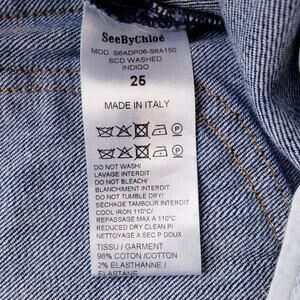 SeeByChloé
MOD. S6ADP06-S6A150
SCD WASHED
INDIGO
25
MADE IN ITALY
DO NOT WASH/
LAVAGE INTERDIT
DO NOT BLEACH/
BLANCHIMENT INTERDIT
DO NOT TUMBLE DRY/
SÉCHAGE TAMBOUR INTERDIT
COOL IRON 110°C/
REPASSAGE MAX A 110°C
REDUCED DRY CLEAN P/
NETTOYAGE A SEC P DOUX
TISSU / GARMENT
98% COTON /COTTON
2% ELASTHANNE /
ELASTANE